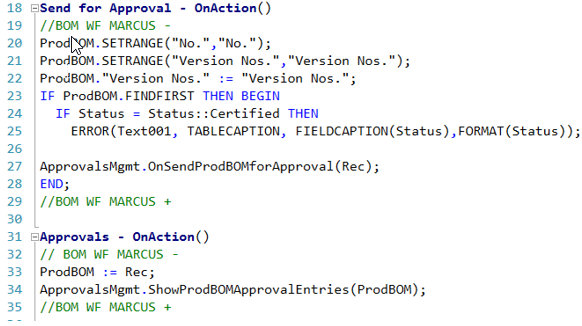 18 Send for Approval - OnAction()
19 //BOM WF MARCUS -
20 ProdBOM.SETRANGE("No.","No.");
21 ProdBOM.SETRANGE("Version Nos.","Version Nos.");
22 ProdBOM."Version Nos." := "Version Nos.";
23 IF ProdBOM.FINDFIRST THEN BEGIN
24 IF Status = Status::Certified THEN
25 ERROR(Text001, TABLECAPTION, FIELDCAPTION(Status),FORMAT(Status));
26
27 ApprovalsMgmt.OnSendProdBOMforApproval(Rec);
28 END;
29 //BOM WF MARCUS +
30
31 Approvals - OnAction()
32 // BOM WF MARCUS -
33 ProdBOM := Rec;
34 ApprovalsMgmt.ShowProdBOMApprovalEntries(ProdBOM);
35 //BOM WF MARCUS +